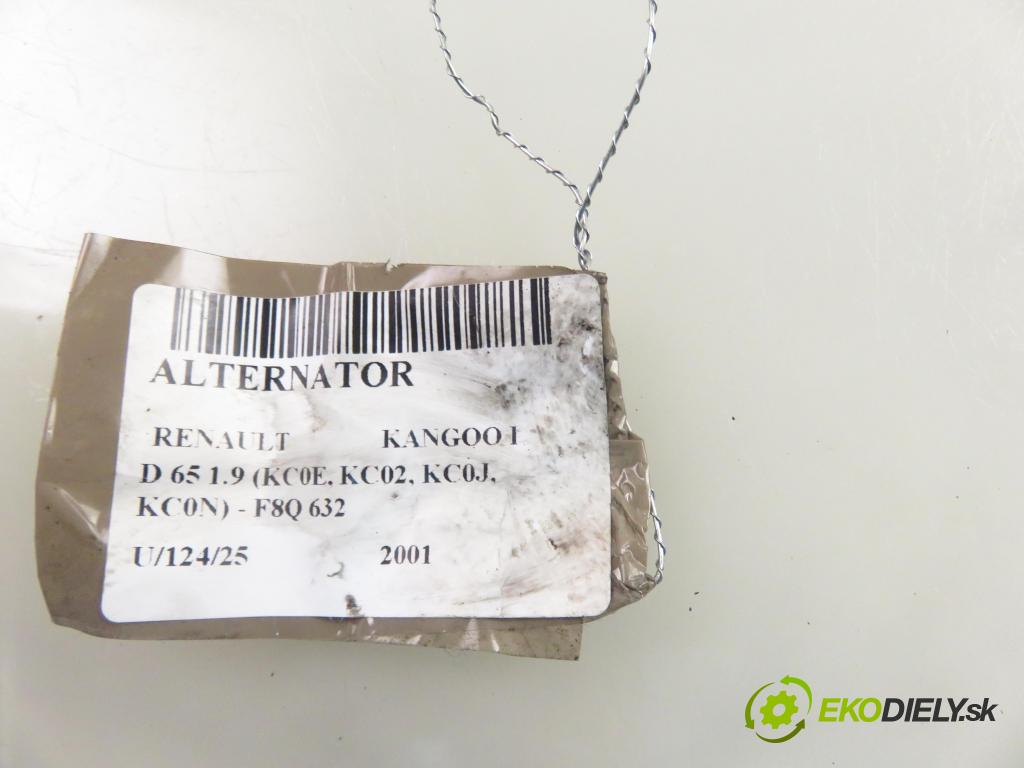 ALTERNATOR
RENAULT KANGOO I
D 65 1.9 (KC0E, KC02, KC0J,
KC0N) - F8Q 632
U/124/25 2001
EKODIELY.sk